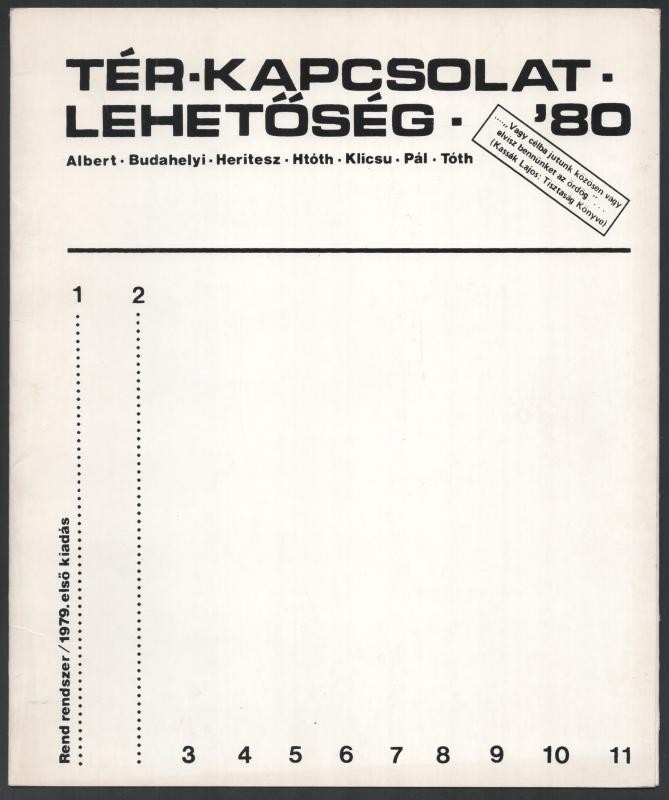 TÉR·KAPCSOLAT·
LEHETŐSÉG· '80
Albert · Budahelyi · Heritesz · Htóth · Klicsu · Pál · Tóth
....„Vagy célba jutunk közösen vagy
elvisz bennünket az ördög."....
(Kassák Lajos: Tisztaság Könyve)
1 2
Rend rendszer/1979. első kiadás
3 4 5 6 7 8 9 10 11